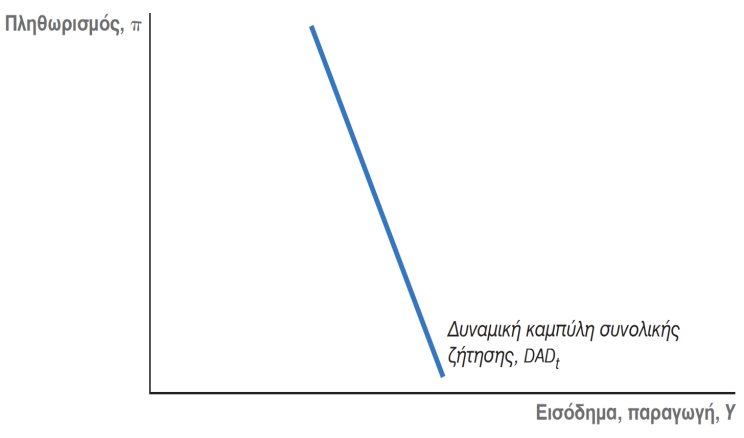 Πληθωρισμός, π
Δυναμική καμπύλη συνολικής
ζήτησης, DADt
Εισόδημα, παραγωγή, Y